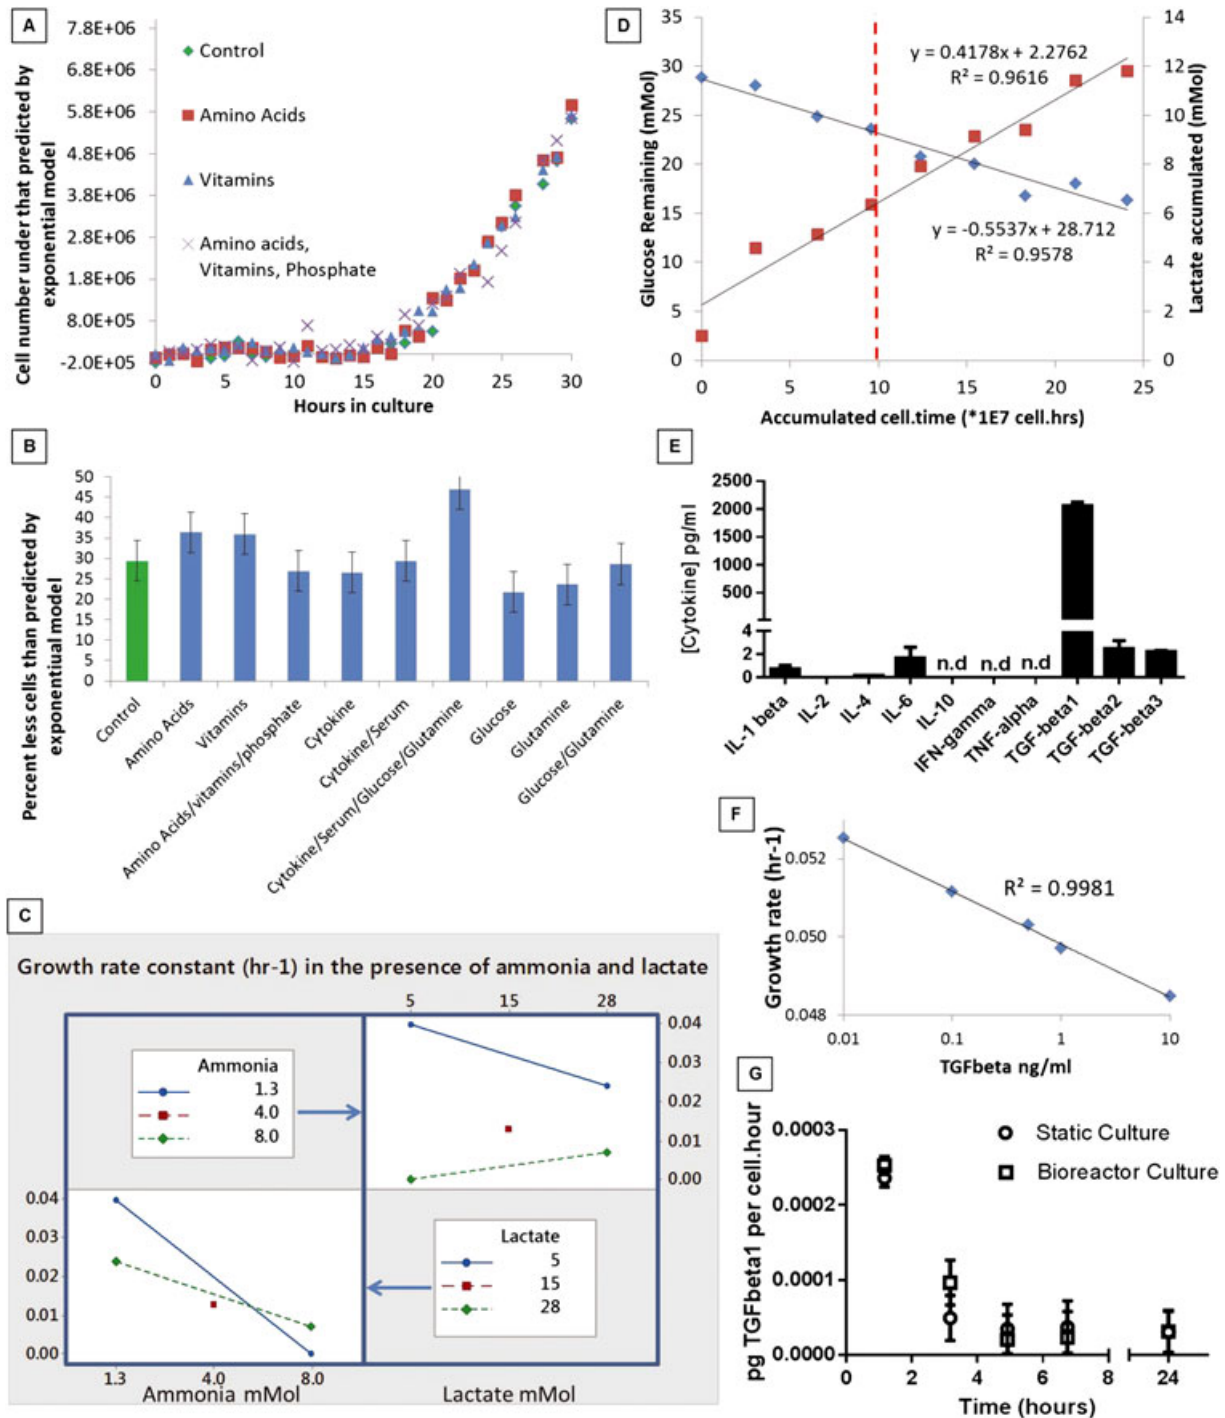 A
Cell number under that predicted by
exponential model
7.8E+06
6.8E+06
5.8E+06
4.8E+06
3.8E+06
2.8E+06
1.8E+06
8.0E+05
-2.0E+05
Control
Amino Acids
Vitamins
Amino acids,
Vitamins, Phosphate
0 5 10 15 20 25 30
Hours in culture
D
Glucose Remaining (mMol)
35
30
25
20
15
10
5
0
y = 0.4178x + 2.2762
R² = 0.9616
y = -0.5537x + 28.712
R² = 0.9578
14
12
10
8
6
4
2
0
Lactate accumulated (mMol)
0 5 10 15 20 25
Accumulated cell.time (*1E7 cell.hrs)
B
Percent less cells than predicted by
exponentiual model
50
45
40
35
30
25
20
15
10
5
0
Control
Amino Acids
Vitamins
Amino Acids/vitamins/phosphate
Cytokine
Cytokine/Serum
Cytokine/Serum/Glucose/Glutamine
Glucose
Glutamine
Glucose/Glutamine
E
[Cytokine] pg/ml
2500
2000
1500
1000
500
4
2
0
n.d n.d n.d
IL-1 beta
IL-2
IL-4
IL-6
IL-10
IFN-gamma
TNF-alpha
TGF-beta1
TGF-beta2
TGF-beta3
F
Growth rate (hr-1)
0.052
0.050
0.048
R² = 0.9981
0.01 0.1 1 10
TGFbeta ng/ml
C
Growth rate constant (hr-1) in the presence of ammonia and lactate
5 15 28
Ammonia
1.3
4.0
8.0
0.04
0.03
0.02
0.01
0.00
0.04
0.03
0.02
0.01
0.00
Lactate
5
15
28
1.3 4.0 8.0
Ammonia mMol
Lactate mMol
G
pg TGFbeta1 per cell.hour
0.0003
0.0002
0.0001
0.0000
Static Culture
Bioreactor Culture
0 2 4 6 8 24
Time (hours)